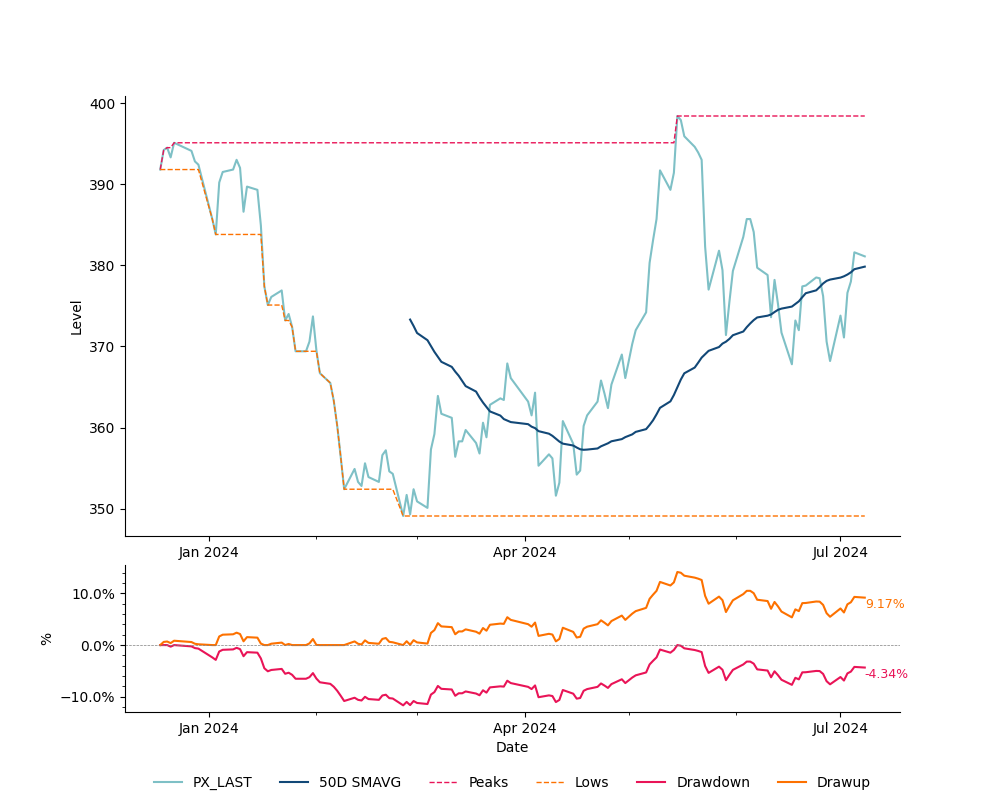 400
390
380
370
360
350
Level
Jan 2024
Apr 2024
Jul 2024
10.0%
0.0%
−10.0%
%
9.17%
-4.34%
Jan 2024
Apr 2024
Jul 2024
Date
PX_LAST
50D SMAVG
Peaks
Lows
Drawdown
Drawup